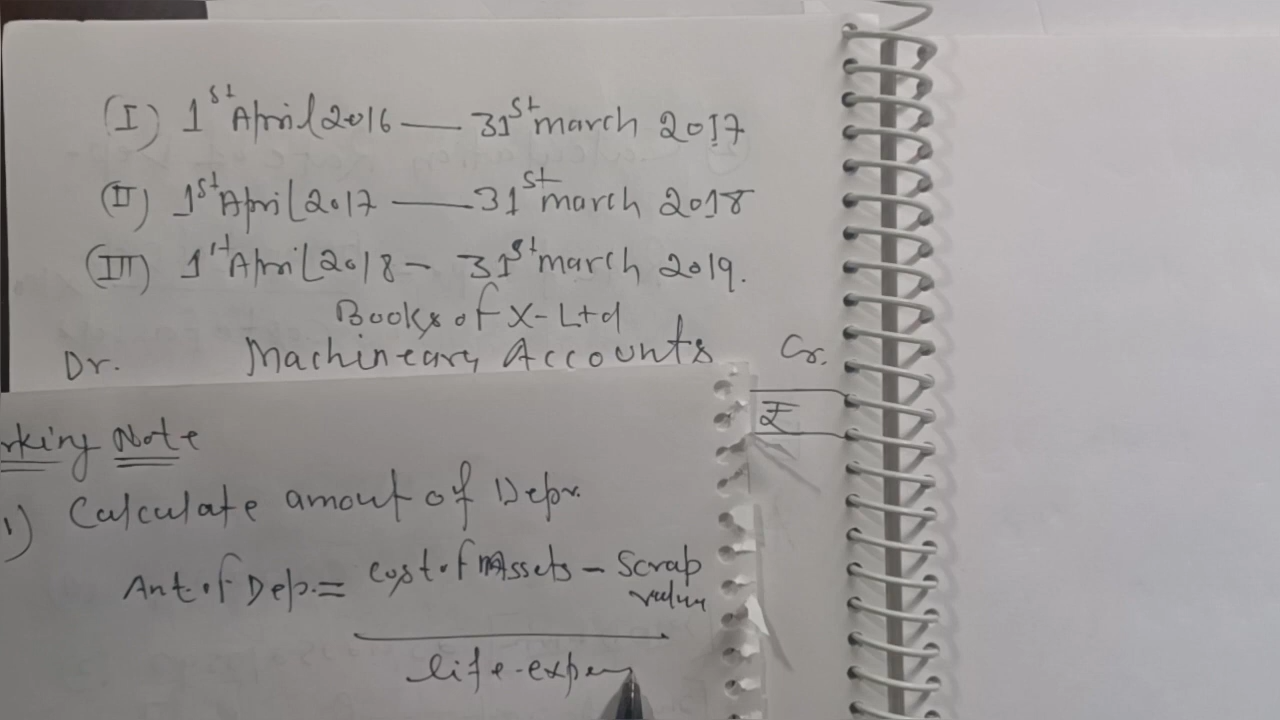 (I) 1st April 2016 — 31st march 2017
(II) 1st April 2017 — 31st march 2018
(III) 1st April 2018 - 31st march 2019.
Books of X-Ltd
Dr. Machineary Accounts Cr.
₹
rking Note
1) Calculate amout of Depr.
Amt. of Dep. = Cost of Assets - Scrap
value
life-expen